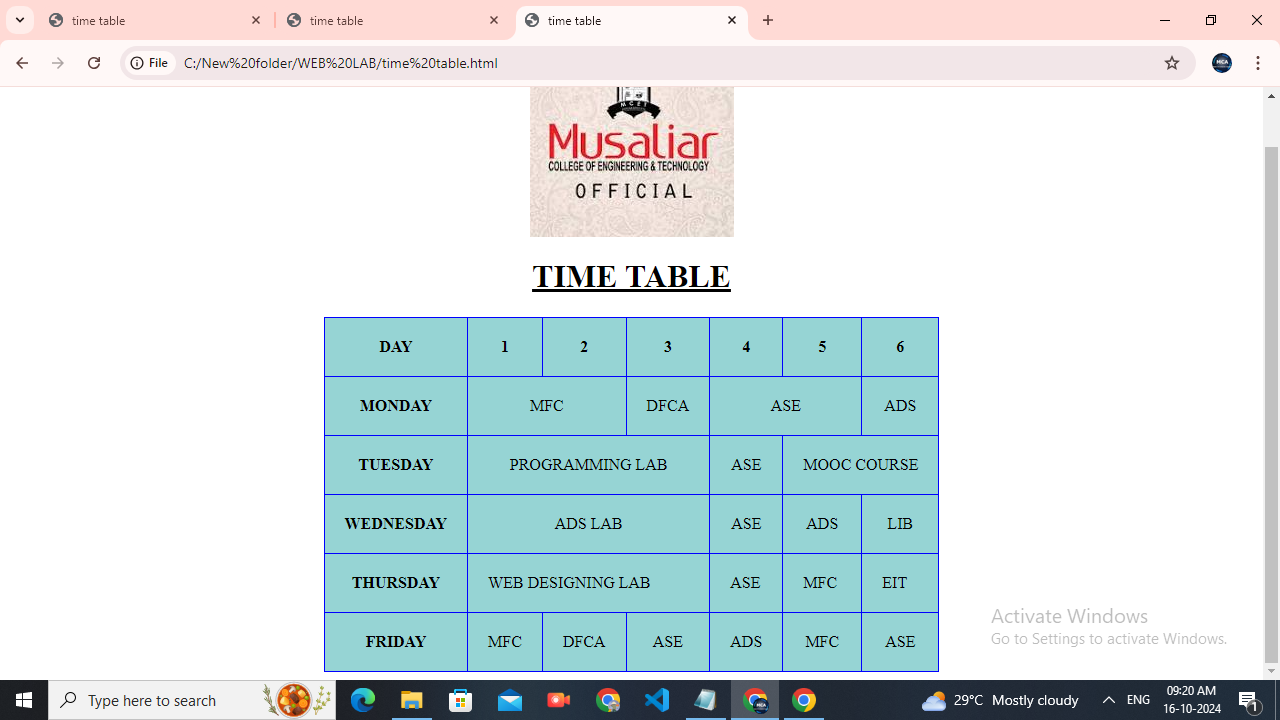 time table
time table
time table
File
C:/New%20folder/WEB%20LAB/time%20table.html
MCA
MCET
Musaliar
COLLEGE OF ENGINEERING & TECHNOLOGY
OFFICIAL
TIME TABLE
DAY 1 2 3 4 5 6
MONDAY MFC DFCA ASE ADS
TUESDAY PROGRAMMING LAB ASE MOOC COURSE
WEDNESDAY ADS LAB ASE ADS LIB
THURSDAY WEB DESIGNING LAB ASE MFC EIT
FRIDAY MFC DFCA ASE ADS MFC ASE
Activate Windows
Go to Settings to activate Windows.
Type here to search
29°C Mostly cloudy
ENG
09:20 AM
16-10-2024
1